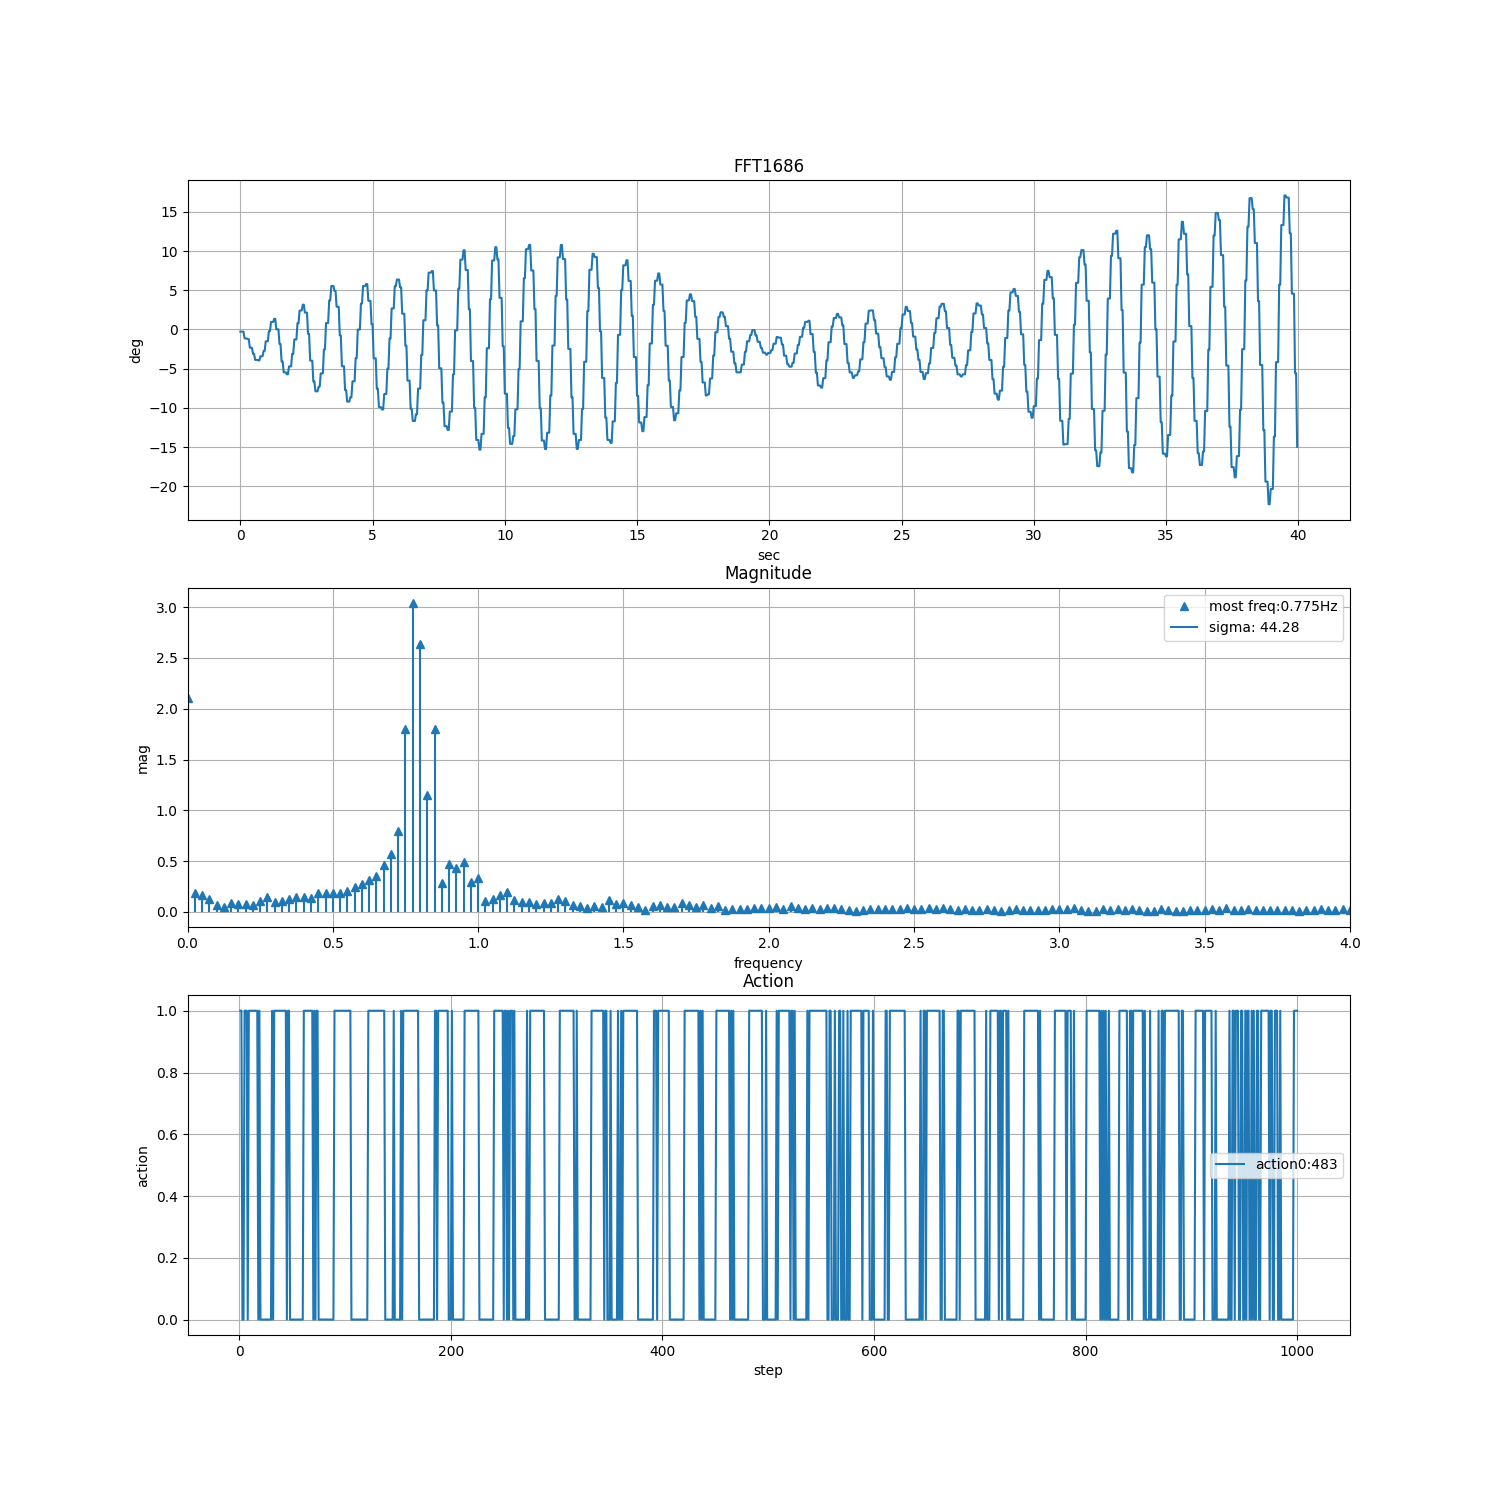 FFT1686
deg
15
10
5
0
−5
−10
−15
−20
0 5 10 15 20 25 30 35 40
sec
Magnitude
mag
3.0
2.5
2.0
1.5
1.0
0.5
0.0
most freq:0.775Hz
sigma: 44.28
0.0 0.5 1.0 1.5 2.0 2.5 3.0 3.5 4.0
frequency
Action
action
1.0
0.8
0.6
0.4
0.2
0.0
action0:483
0 200 400 600 800 1000
step